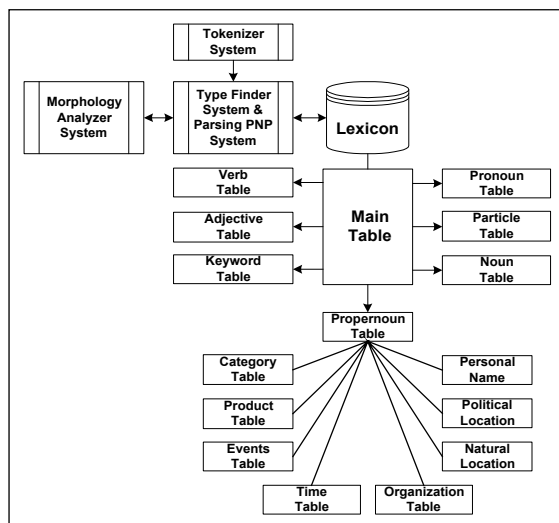 Tokenizer
System
Morphology
Analyzer
System
Type Finder
System &
Parsing PNP
System
Lexicon
Verb
Table
Adjective
Table
Keyword
Table
Main
Table
Pronoun
Table
Particle
Table
Noun
Table
Propernoun
Table
Category
Table
Product
Table
Events
Table
Time
Table
Organization
Table
Personal
Name
Political
Location
Natural
Location